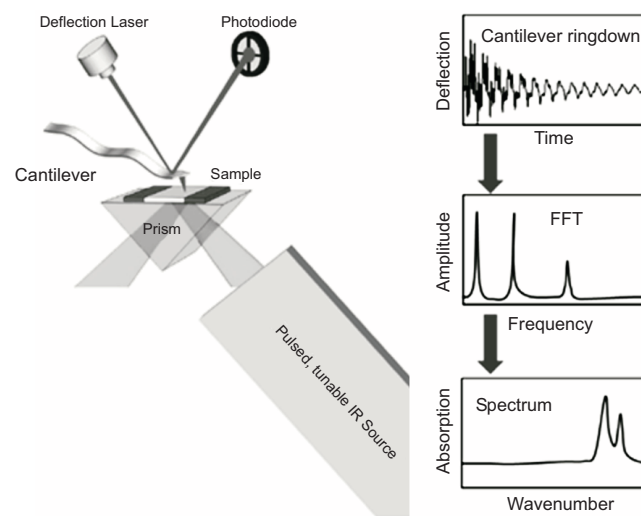 Deflection Laser
Photodiode
Cantilever
Sample
Prism
Pulsed, tunable IR Source
Deflection
Cantilever ringdown
Time
Amplitude
FFT
Frequency
Absorption
Spectrum
Wavenumber